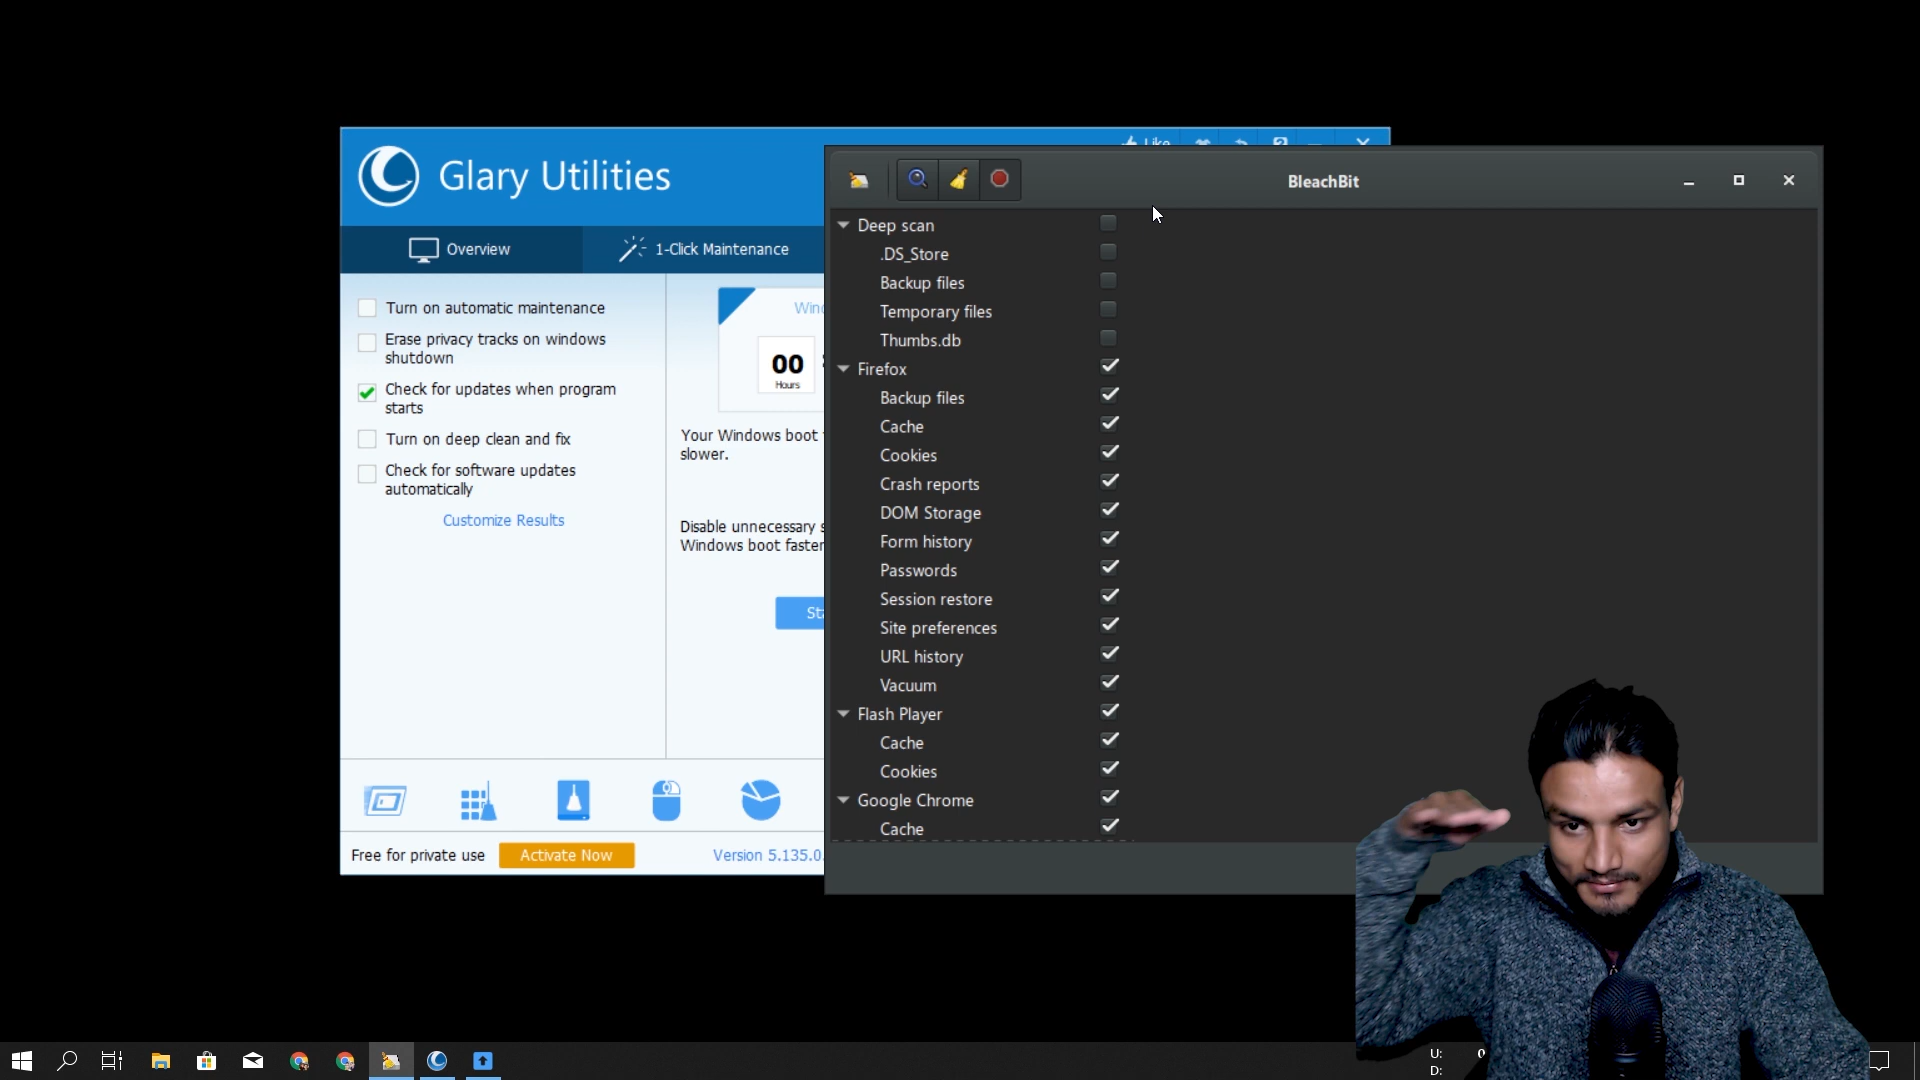 Like
Glary Utilities
Overview
1-Click Maintenance
Turn on automatic maintenance
Erase privacy tracks on windows
shutdown
Check for updates when program
starts
Turn on deep clean and fix
Check for software updates
automatically
Customize Results
00
Hours
Your Windows boot
slower.
Disable unnecessary
Windows boot faster
Free for private use
Activate Now
Version 5.135.0.
BleachBit
Deep scan
.DS_Store
Backup files
Temporary files
Thumbs.db
Firefox
Backup files
Cache
Cookies
Crash reports
DOM Storage
Form history
Passwords
Session restore
Site preferences
URL history
Vacuum
Flash Player
Cache
Cookies
Google Chrome
Cache
U: 0
D: